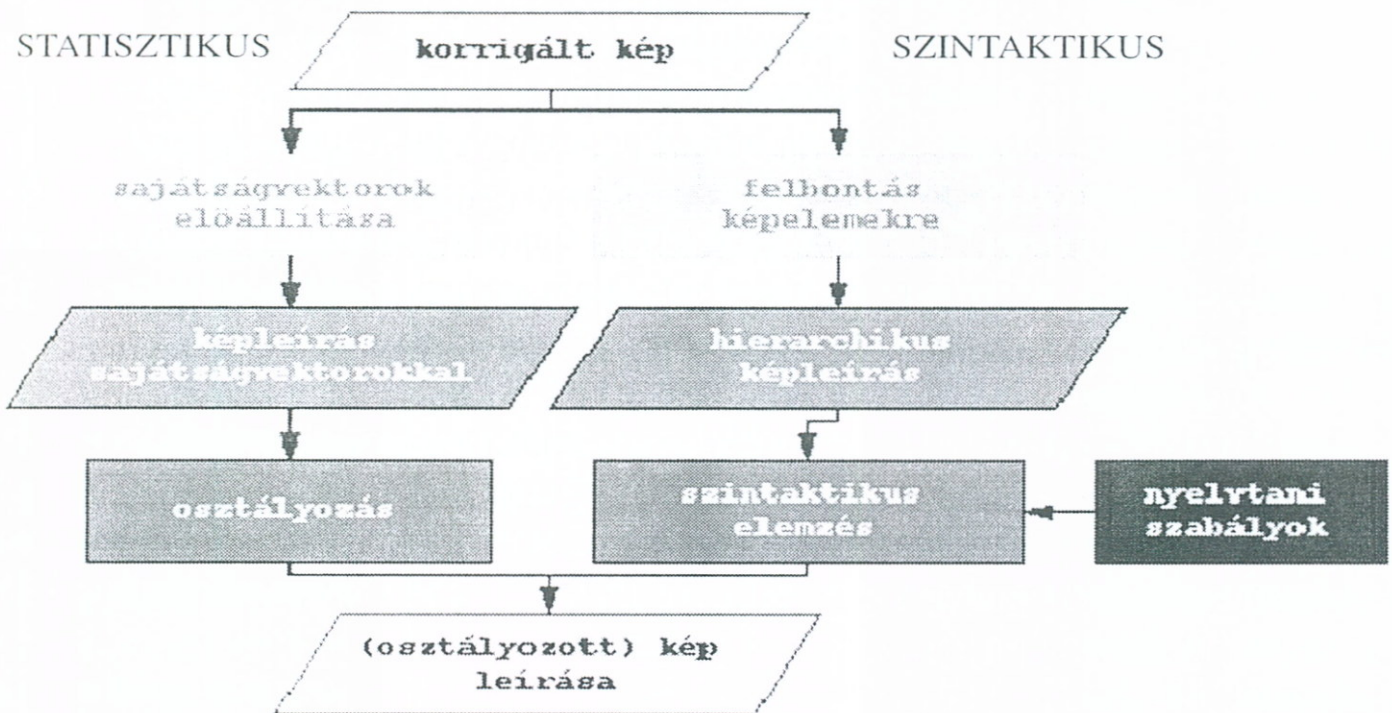 STATISZTIKUS
korrigált kép
SZINTAKTIKUS
sajátságvektorok
előállítása
felbontás
képelemekre
képleírás
sajátságvektorokkal
hierarchikus
képleírás
osztályozás
szintaktikus
elemzés
nyelvtani
szabályok
(osztályozott) kép
leírása